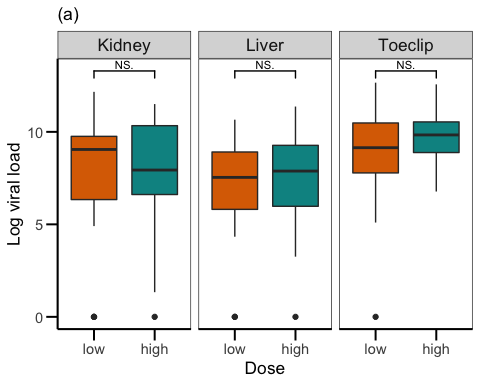 (a)
Kidney Liver Toeclip
NS. NS. NS.
10
5
0
Log viral load
low high low high low high
Dose